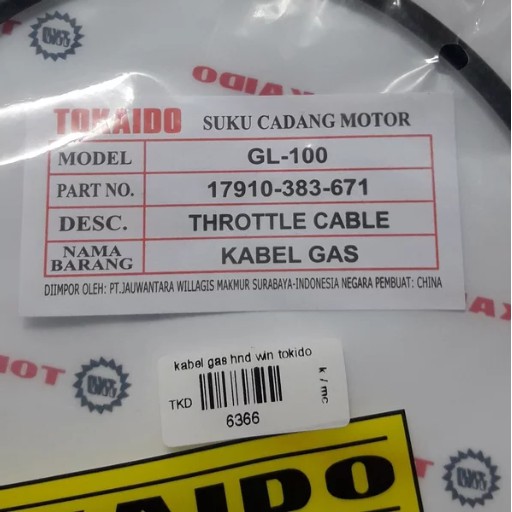 TOKAIDO
TOKAIDO SUKU CADANG MOTOR
MODEL GL-100
PART NO. 17910-383-671
DESC. THROTTLE CABLE
NAMA BARANG KABEL GAS
DIIMPOR OLEH: PT.JAUWANTARA WILLAGIS MAKMUR SURABAYA-INDONESIA NEGARA PEMBUAT: CHINA
kabel gas hnd win tokido
k / mc
TKD
6366
AIDO